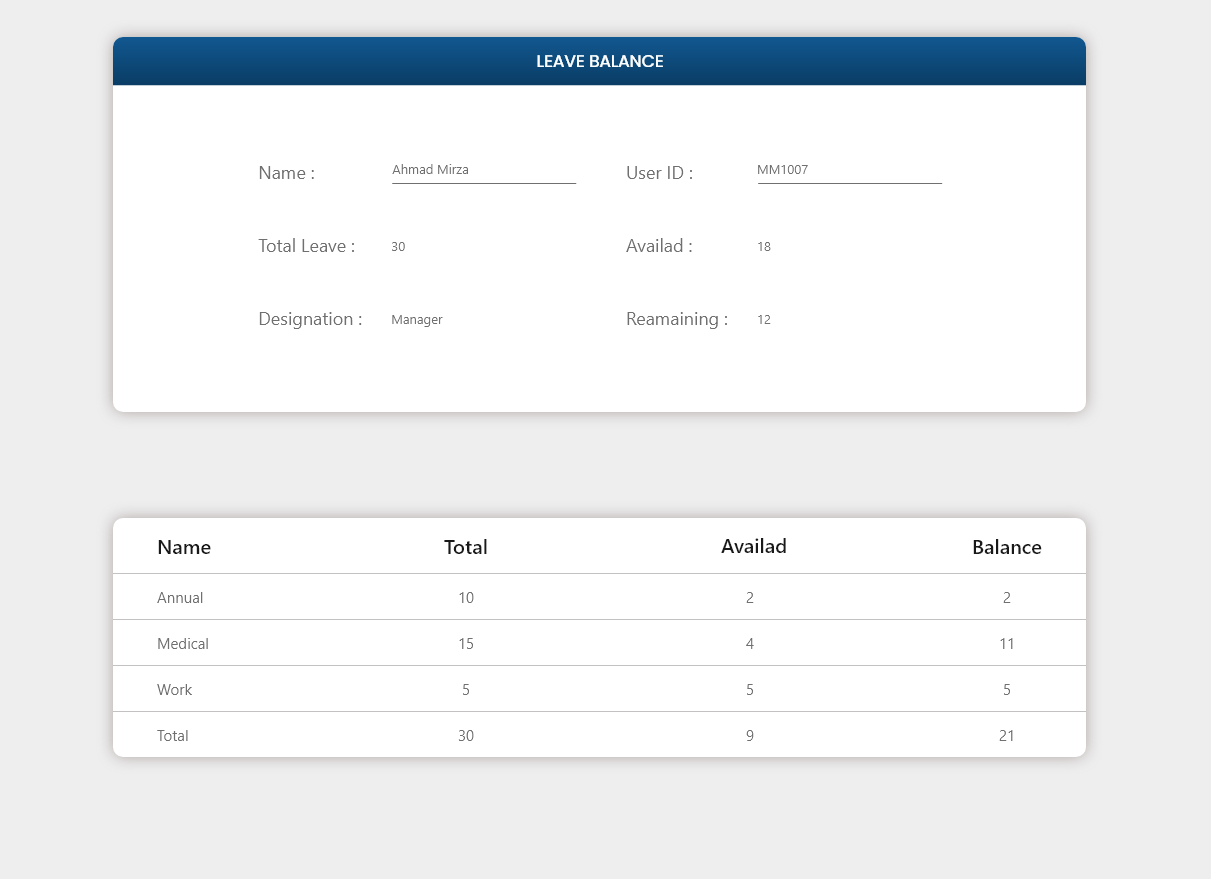 LEAVE BALANCE
Name : Ahmad Mirza User ID : MM1007
Total Leave : 30 Availad : 18
Designation : Manager Reamaining : 12
Name Total Availad Balance
Annual 10 2 2
Medical 15 4 11
Work 5 5 5
Total 30 9 21